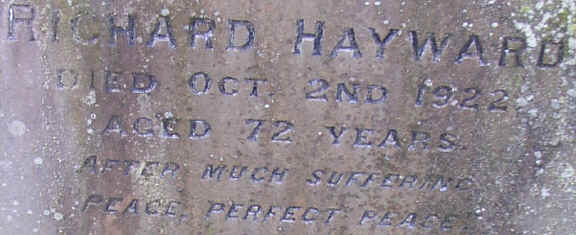 RICHARD HAYWARD
DIED OCT. 2ND 1922,
AGED 72 YEARS.
AFTER MUCH SUFFERING
PEACE, PERFECT PEACE.